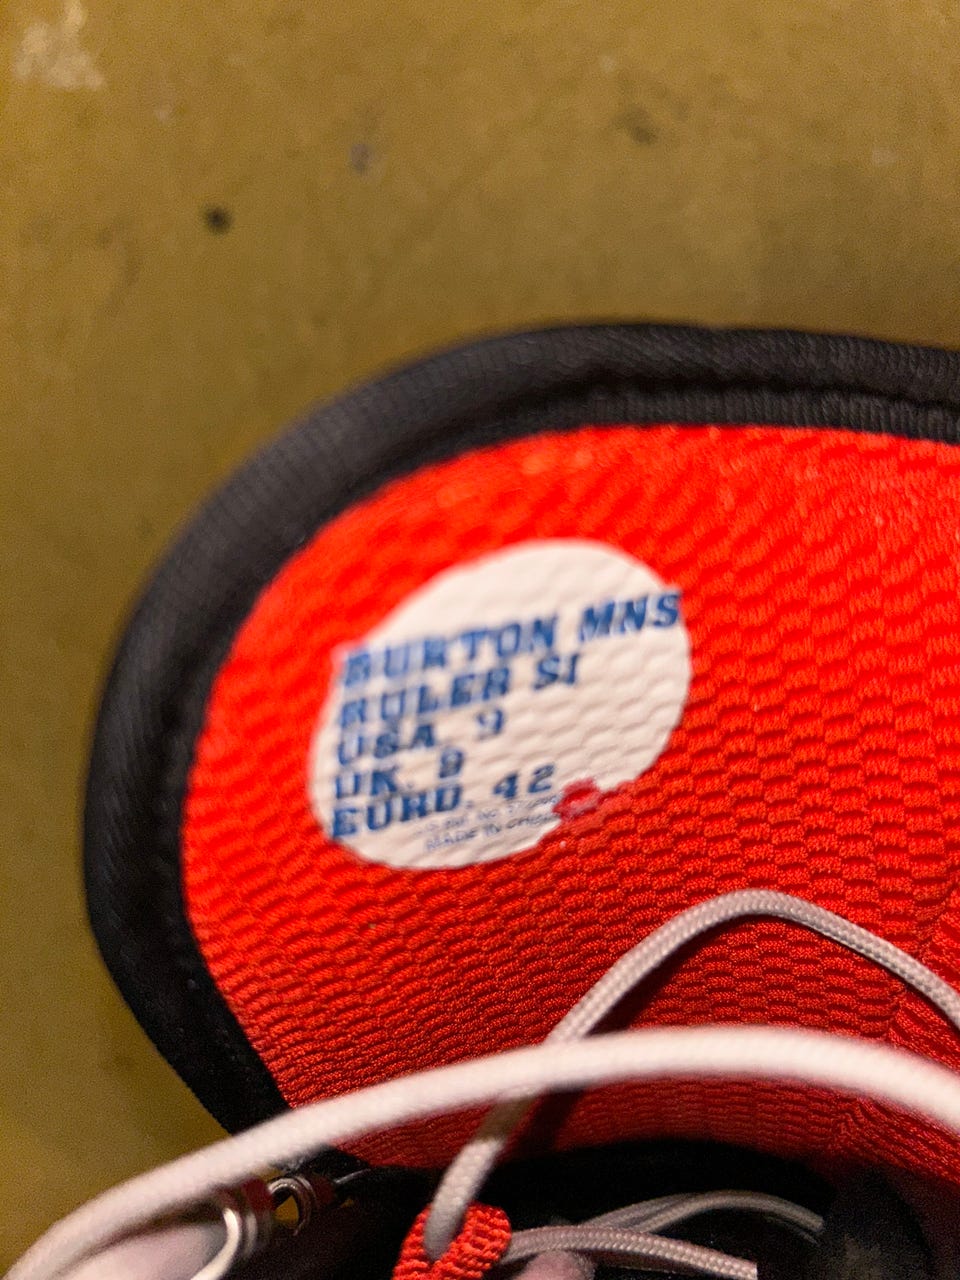 BURTON MNS
RULER SI
USA. 9
UK. 8
EURO. 42
MADE IN CHINA